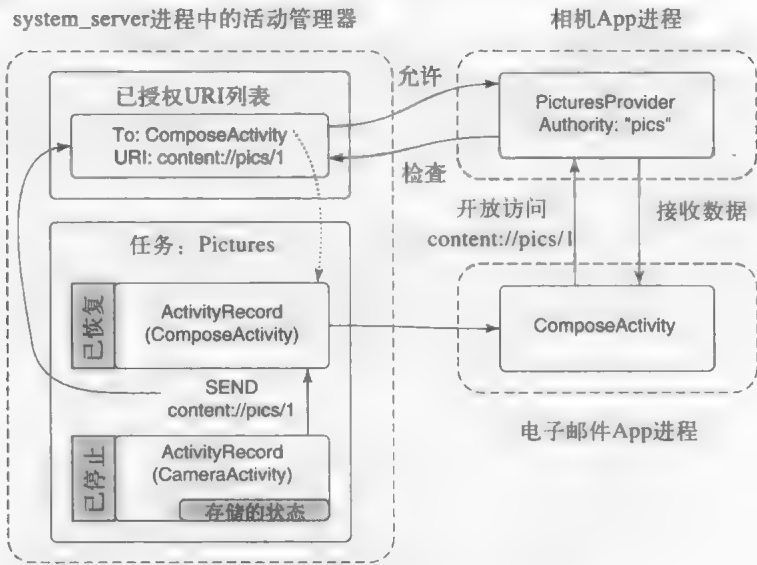 system_server进程中的活动管理器
相机App进程
已授权URI列表
To: ComposeActivity
URI: content://pics/1
允许
检查
PicturesProvider
Authority: "pics"
开放访问
content://pics/1
接收数据
任务：Pictures
已恢复
ActivityRecord
(ComposeActivity)
ComposeActivity
SEND
content://pics/1
电子邮件App进程
已停止
ActivityRecord
(CameraActivity)
存储的状态